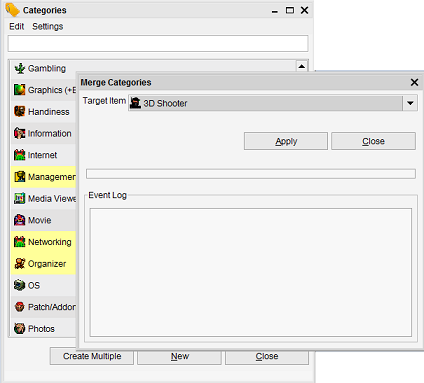 Categories
Edit Settings
Gambling
Graphics (+E
Handiness
Information
Internet
Managemen
Media Viewe
Movie
Networking
Organizer
OS
Patch/Addon
Photos
Create Multiple New Close
Merge Categories
Target Item 3D Shooter
Apply Close
Event Log